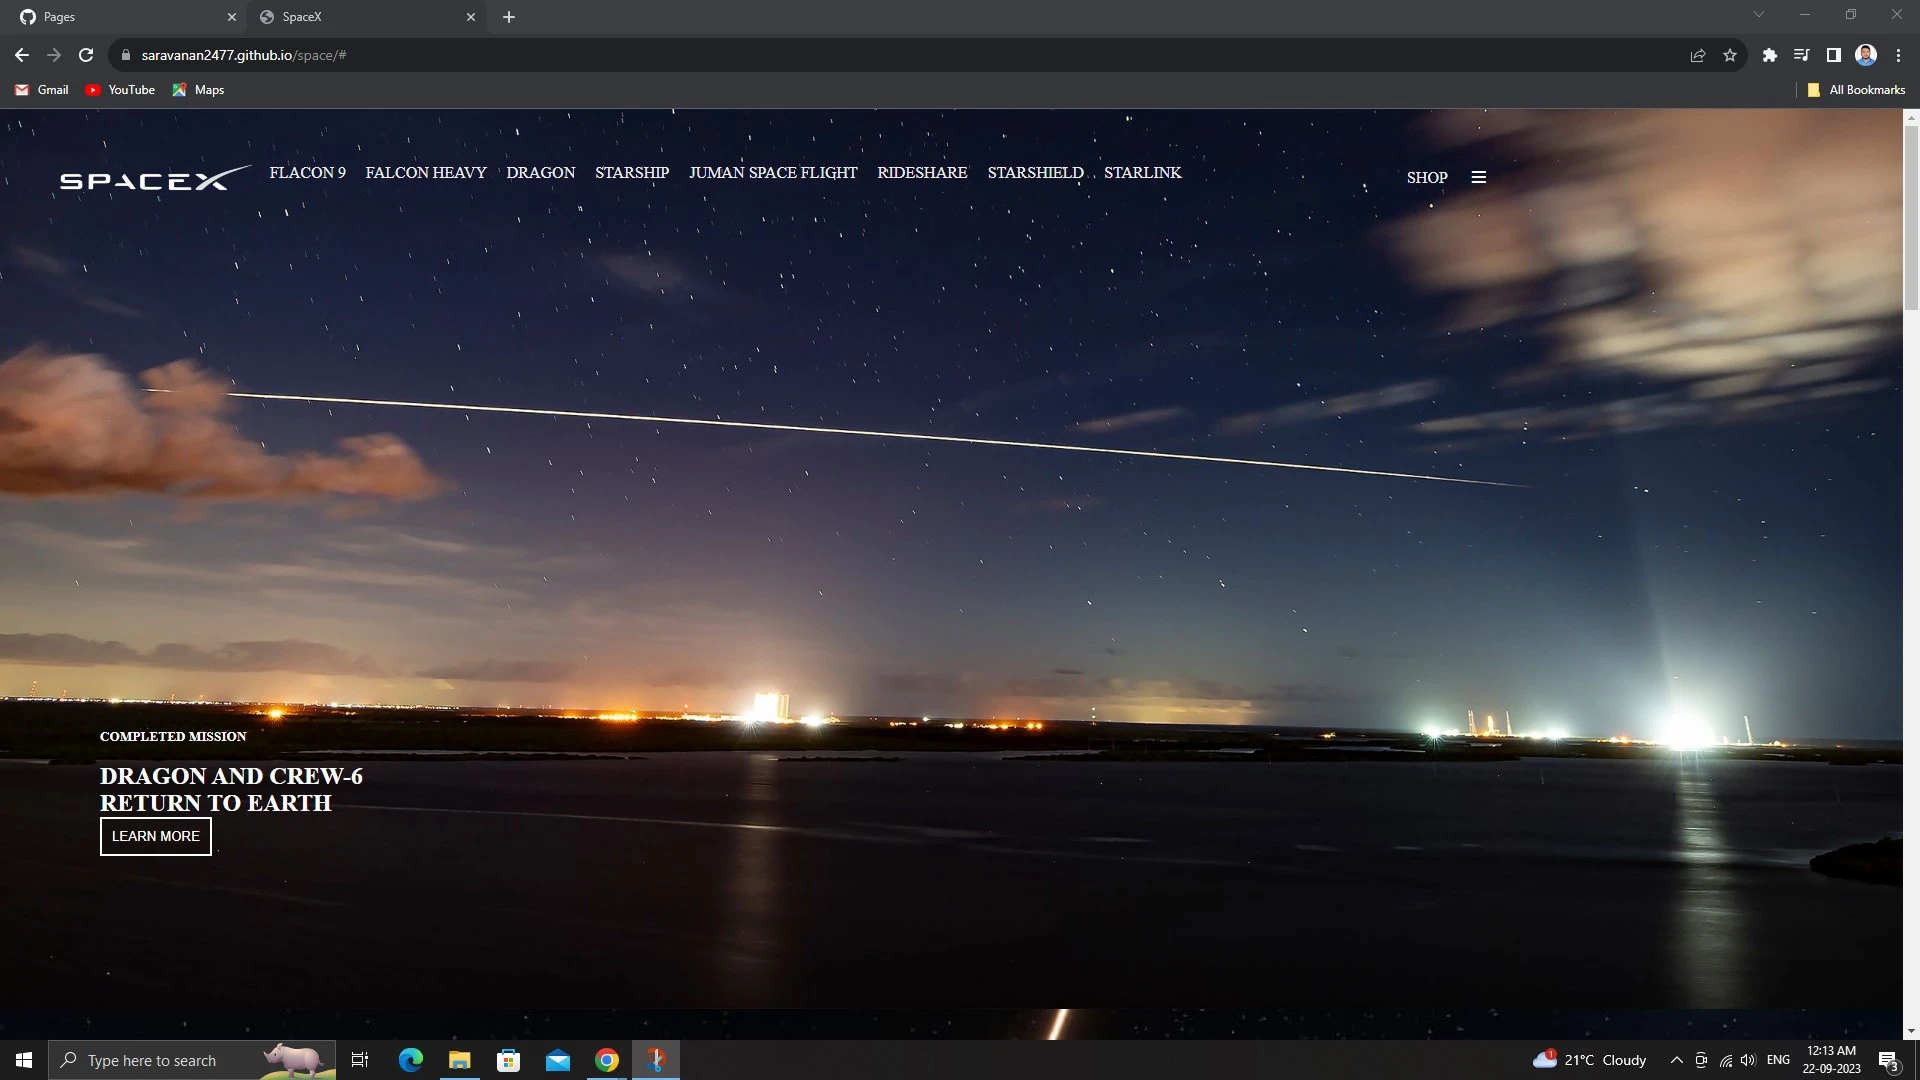 Pages
SpaceX
saravanan2477.github.io/space/#
Gmail YouTube Maps All Bookmarks
SPACEX FLACON 9 FALCON HEAVY DRAGON STARSHIP JUMAN SPACE FLIGHT RIDESHARE STARSHIELD STARLINK SHOP
COMPLETED MISSION
DRAGON AND CREW-6
RETURN TO EARTH
LEARN MORE
Type here to search
1
21°C Cloudy
ENG
12:13 AM
22-09-2023
3